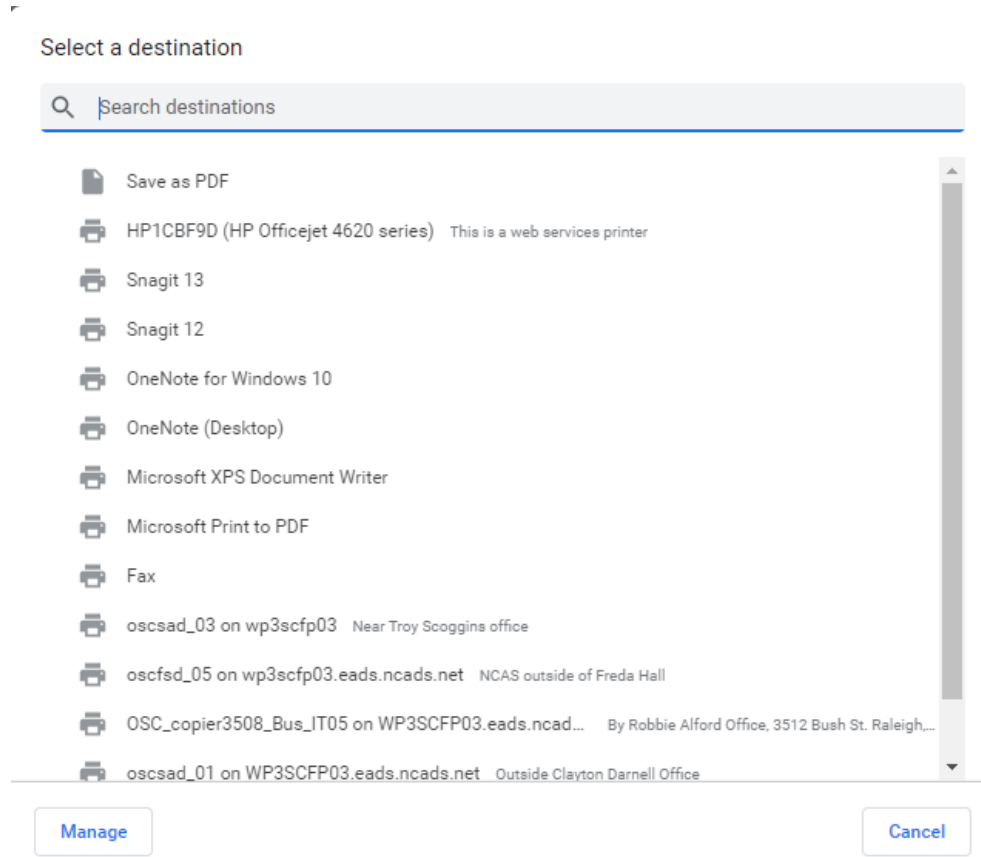 Select a destination
Search destinations
Save as PDF
HP1CBF9D (HP Officejet 4620 series) This is a web services printer
Snagit 13
Snagit 12
OneNote for Windows 10
OneNote (Desktop)
Microsoft XPS Document Writer
Microsoft Print to PDF
Fax
oscsad_03 on wp3scfp03 Near Troy Scoggins office
oscfsd_05 on wp3scfp03.eads.ncads.net NCAS outside of Freda Hall
OSC_copier3508_Bus_IT05 on WP3SCFP03.eads.ncad... By Robbie Alford Office, 3512 Bush St. Raleigh,...
oscsad_01 on WP3SCFP03.eads.ncads.net Outside Clayton Darnell Office
Manage Cancel